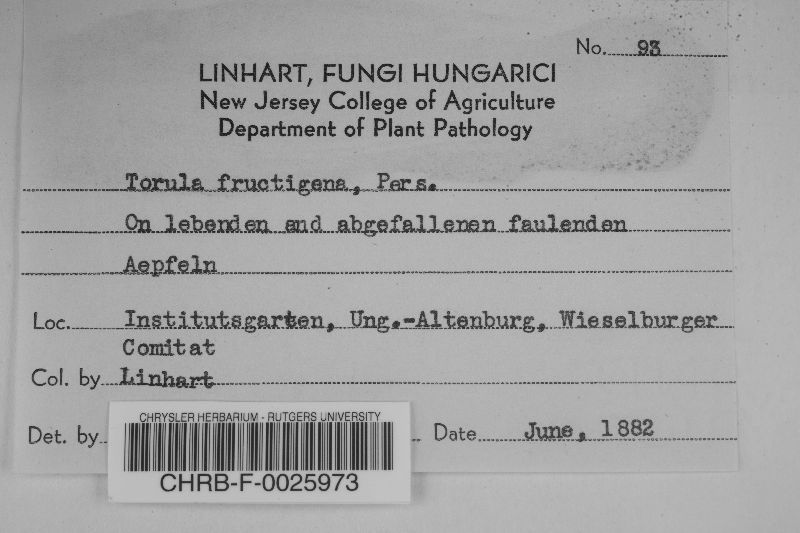 No. 93
LINHART, FUNGI HUNGARICI
New Jersey College of Agriculture
Department of Plant Pathology
Torula fructigena, Pers.
On lebenden and abgefallenen faulenden
Aepfeln
Loc. Institutsgarten, Ung.-Altenburg, Wieselburger
Comitat
Col. by Linhart
Det. by Date June, 1882
CHRYSLER HERBARIUM - RUTGERS UNIVERSITY
CHRB-F-0025973